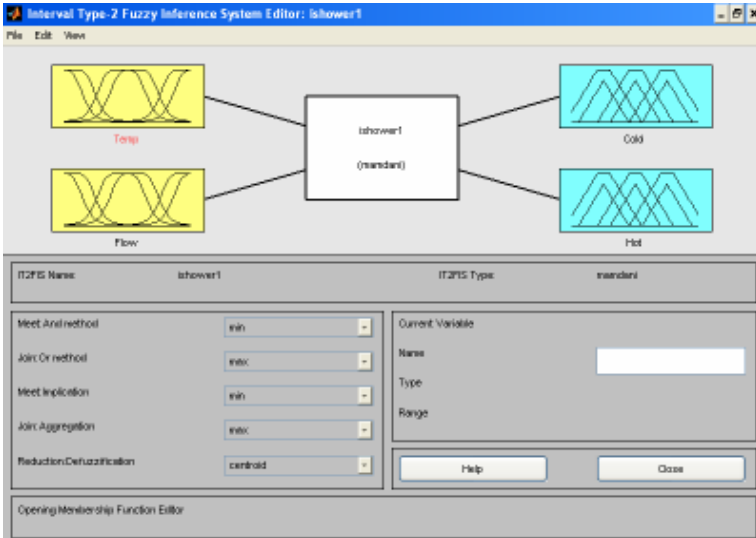 Interval Type-2 Fuzzy Inference System Editor: ishower1
File Edit View
Temp
Flow
ishower1
(mamdani)
Cold
Hot
IT2FIS Name: ishower1 IT2FIS Type: mamdani
Meet:And method min
Join:Or method max
Meet:Implication min
Join:Aggregation max
Reduction:Defuzzification centroid
Current Variable
Name
Type
Range
Help Close
Opening Membership Function Editor